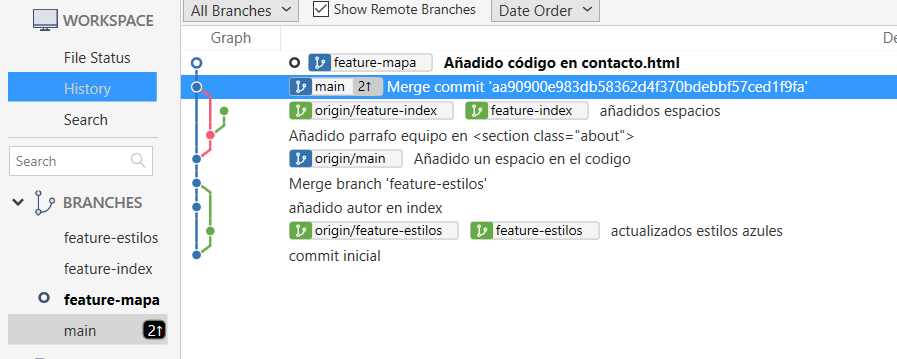 All Branches Show Remote Branches Date Order
WORKSPACE
Graph De
File Status
feature-mapa Añadido código en contacto.html
History
main 2↑ Merge commit 'aa90900e983db58362d4f370bdebbf57ced1f9fa'
Search
origin/feature-index feature-index añadidos espacios
Añadido parrafo equipo en <section class="about">
Search
origin/main Añadido un espacio en el codigo
Merge branch 'feature-estilos'
BRANCHES
añadido autor en index
feature-estilos
origin/feature-estilos feature-estilos actualizados estilos azules
commit inicial
feature-index
feature-mapa
main 2↑